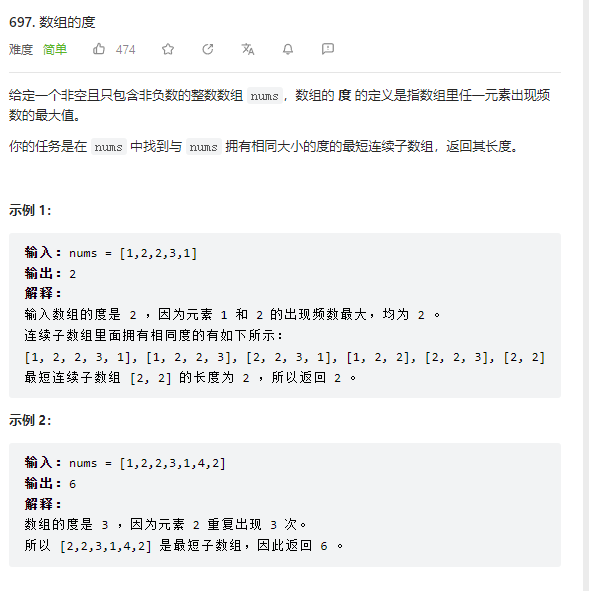 697. 数组的度
难度 简单 474
给定一个非空且只包含非负数的整数数组 nums，数组的 度 的定义是指数组里任一元素出现频
数的最大值。
你的任务是在 nums 中找到与 nums 拥有相同大小的度的最短连续子数组，返回其长度。
示例 1：
输入：nums = [1,2,2,3,1]
输出：2
解释：
输入数组的度是 2 ，因为元素 1 和 2 的出现频数最大，均为 2 。
连续子数组里面拥有相同度的有如下所示：
[1, 2, 2, 3, 1], [1, 2, 2, 3], [2, 2, 3, 1], [1, 2, 2], [2, 2, 3], [2, 2]
最短连续子数组 [2, 2] 的长度为 2 ，所以返回 2 。
示例 2：
输入：nums = [1,2,2,3,1,4,2]
输出：6
解释：
数组的度是 3 ，因为元素 2 重复出现 3 次。
所以 [2,2,3,1,4,2] 是最短子数组，因此返回 6 。